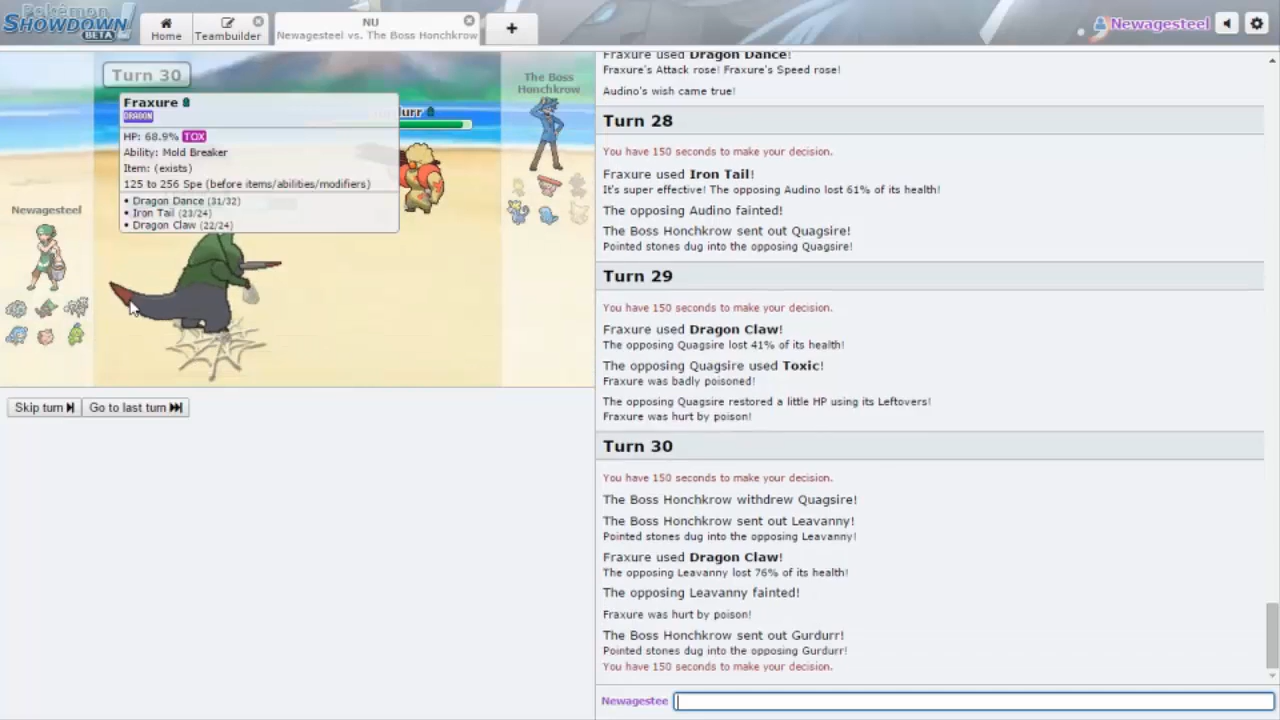 Pokémon
SHOWDOWN!
BETA
Home
Teambuilder
NU
Newagesteel vs. The Boss Honchkrow
+
Newagesteel
Turn 30
Fraxure
DRAGON
HP: 68.9% TOX
Ability: Mold Breaker
Item: (exists)
125 to 256 Spe (before items/abilities/modifiers)
• Dragon Dance (31/32)
• Iron Tail (23/24)
• Dragon Claw (22/24)
urr
The Boss
Honchkrow
Newagesteel
Skip turn
Go to last turn
Fraxure used Dragon Dance!
Fraxure's Attack rose! Fraxure's Speed rose!
Audino's wish came true!
Turn 28
You have 150 seconds to make your decision.
Fraxure used Iron Tail!
It's super effective! The opposing Audino lost 61% of its health!
The opposing Audino fainted!
The Boss Honchkrow sent out Quagsire!
Pointed stones dug into the opposing Quagsire!
Turn 29
You have 150 seconds to make your decision.
Fraxure used Dragon Claw!
The opposing Quagsire lost 41% of its health!
The opposing Quagsire used Toxic!
Fraxure was badly poisoned!
The opposing Quagsire restored a little HP using its Leftovers!
Fraxure was hurt by poison!
Turn 30
You have 150 seconds to make your decision.
The Boss Honchkrow withdrew Quagsire!
The Boss Honchkrow sent out Leavanny!
Pointed stones dug into the opposing Leavanny!
Fraxure used Dragon Claw!
The opposing Leavanny lost 76% of its health!
The opposing Leavanny fainted!
Fraxure was hurt by poison!
The Boss Honchkrow sent out Gurdurr!
Pointed stones dug into the opposing Gurdurr!
You have 150 seconds to make your decision.
Newagestee